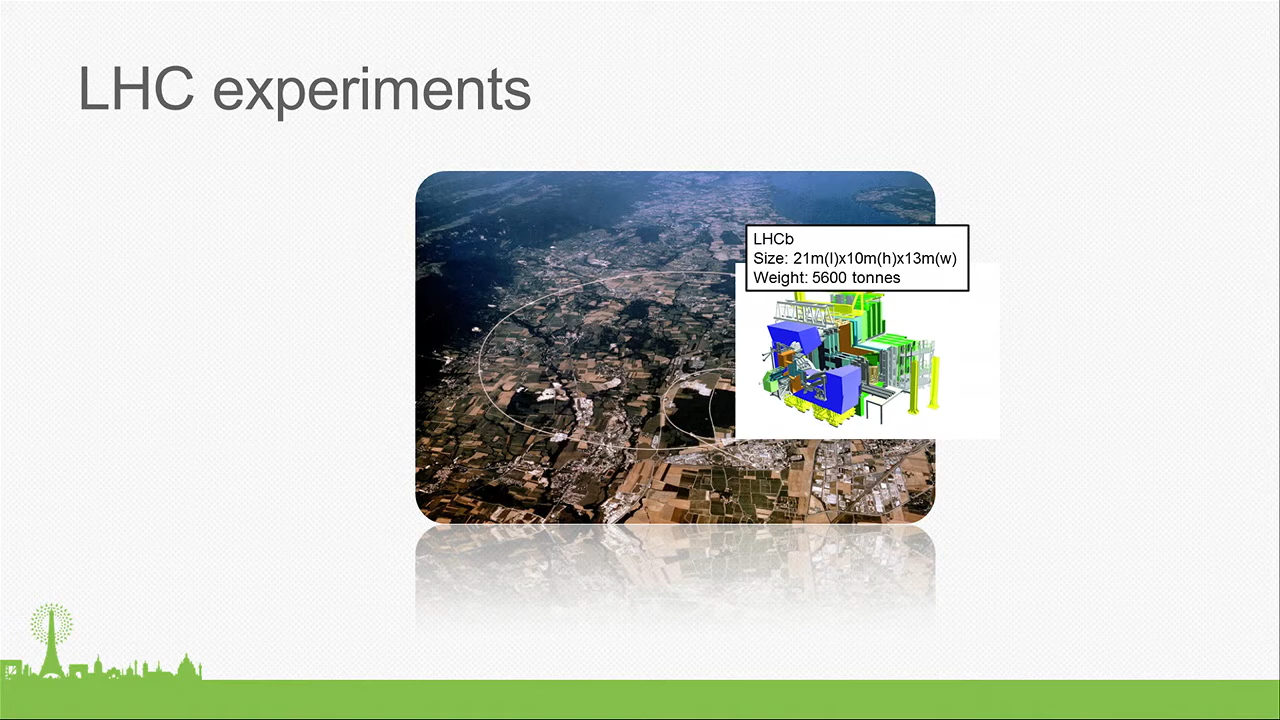 LHC experiments
LHCb
Size: 21m(l)x10m(h)x13m(w)
Weight: 5600 tonnes